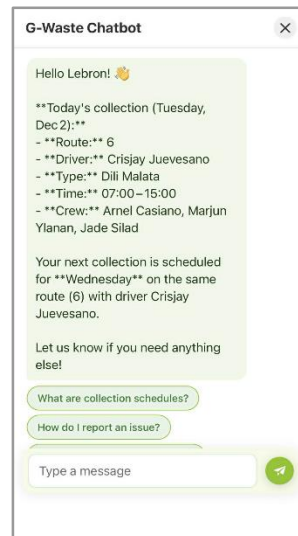 G-Waste Chatbot
Hello Lebron! 👋
**Today's collection (Tuesday,
Dec 2):**
- **Route:** 6
- **Driver:** Crisjay Juevesano
- **Type:** Dili Malata
- **Time:** 07:00–15:00
- **Crew:** Arnel Casiano, Marjun
Ylanan, Jade Silad
Your next collection is scheduled
for **Wednesday** on the same
route (6) with driver Crisjay
Juevesano.
Let us know if you need anything
else!
What are collection schedules?
How do I report an issue?
Type a message